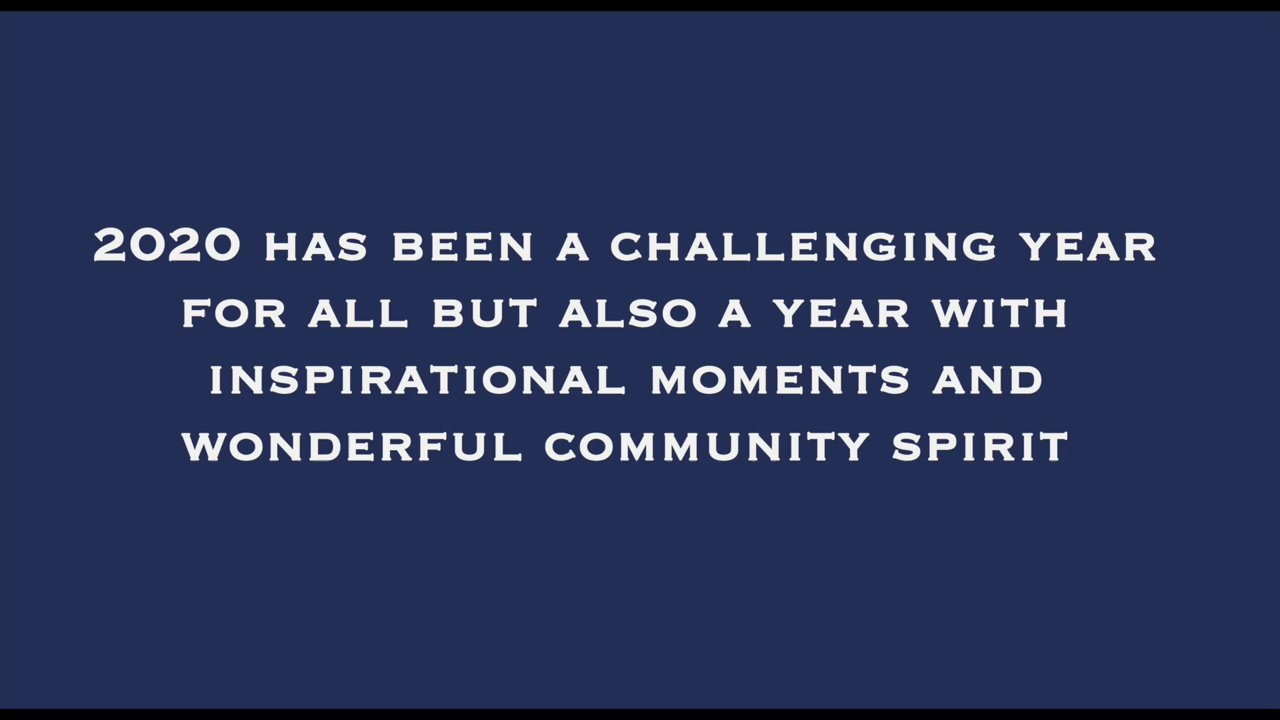 2020 HAS BEEN A CHALLENGING YEAR
FOR ALL BUT ALSO A YEAR WITH
INSPIRATIONAL MOMENTS AND
WONDERFUL COMMUNITY SPIRIT